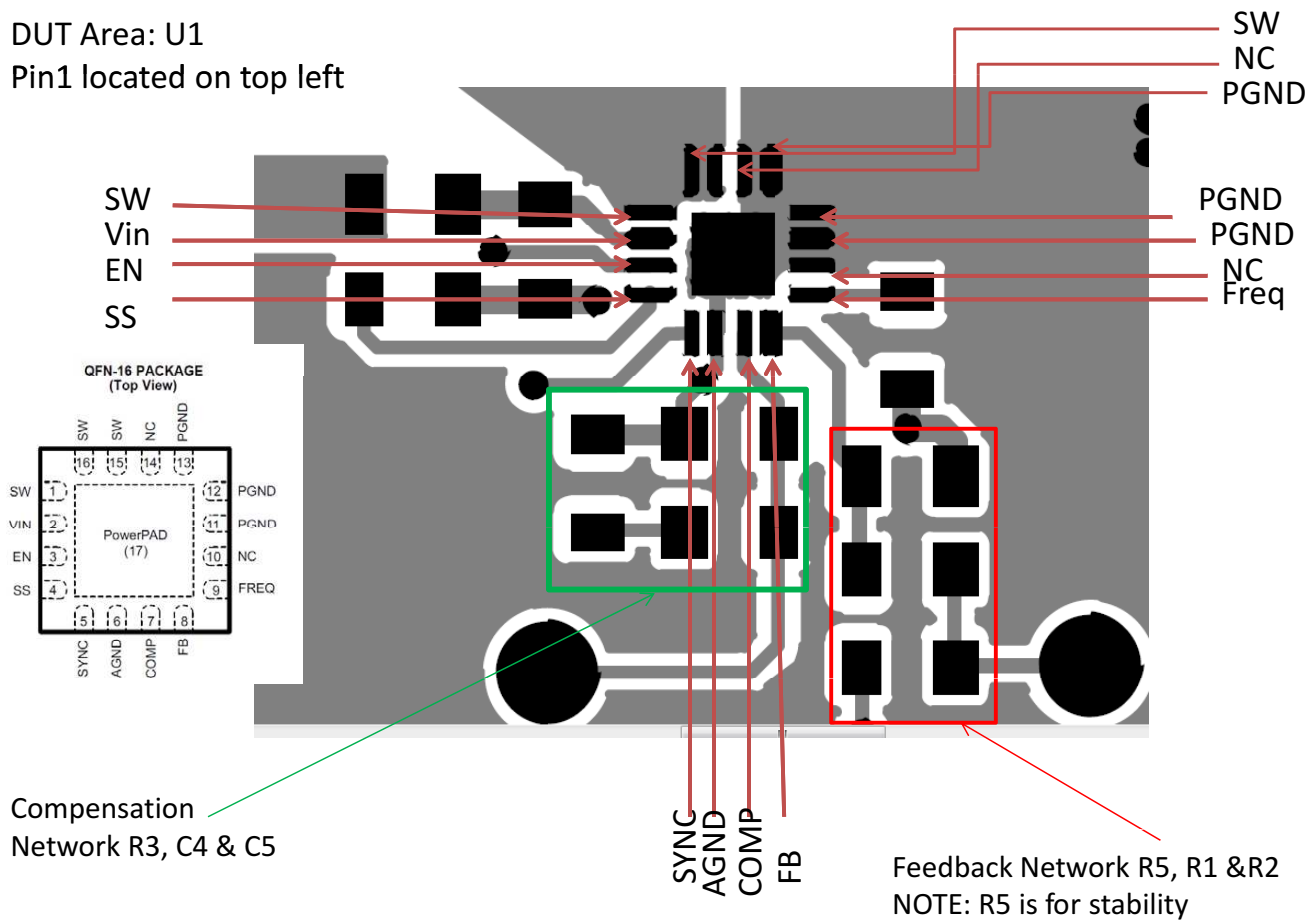 DUT Area: U1
Pin1 located on top left
SW
NC
PGND
SW
Vin
EN
SS
PGND
PGND
NC
Freq
QFN-16 PACKAGE
(Top View)
SW
SW
NC
PGND
16
15
14
13
SW
1
12
PGND
VIN
2
11
PGND
PowerPAD
(17)
EN
3
10
NC
SS
4
9
FREQ
5
6
7
8
SYNC
AGND
COMP
FB
SYNC
AGND
COMP
FB
Compensation
Network R3, C4 & C5
Feedback Network R5, R1 &R2
NOTE: R5 is for stability